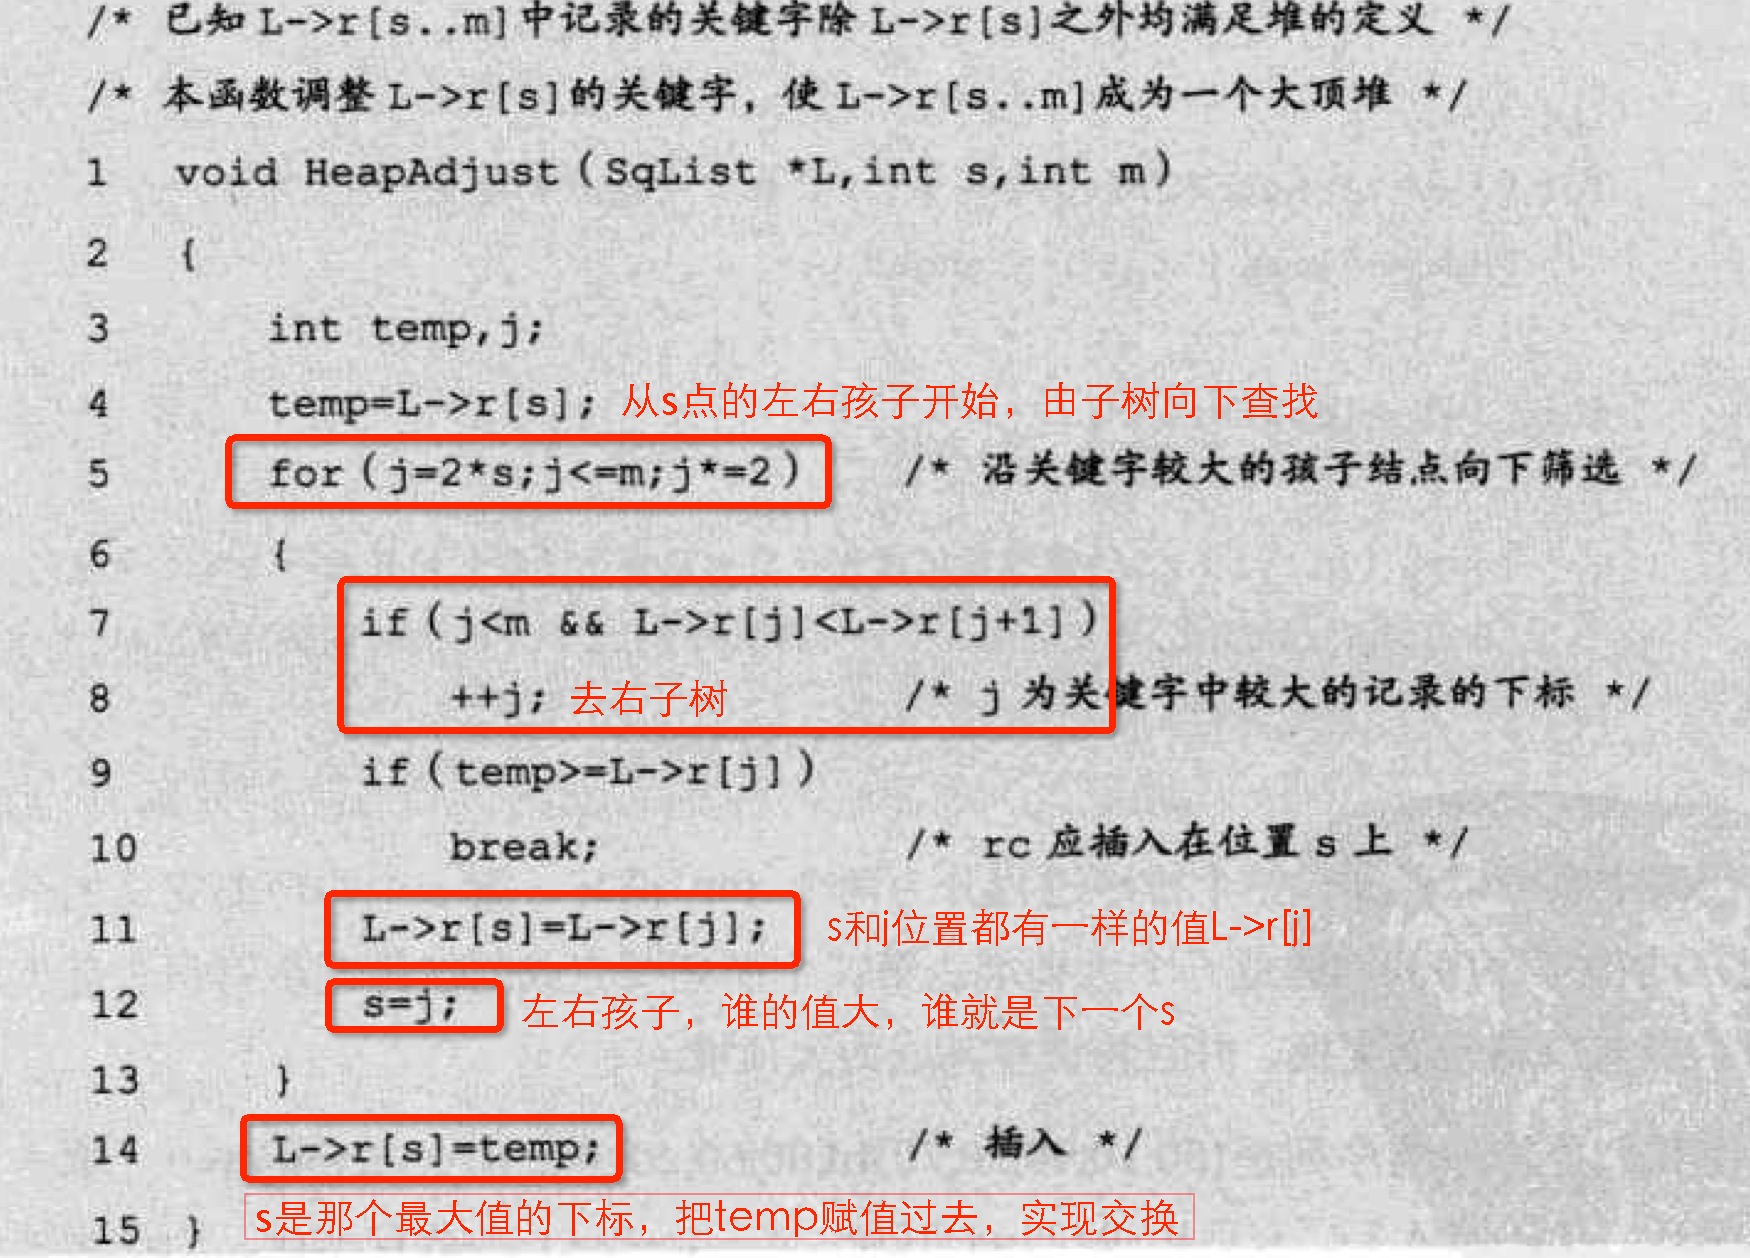 /* 已知 L->r[s..m]中记录的关键字除 L->r[s]之外均满足堆的定义 */
/* 本函数调整 L->r[s]的关键字，使 L->r[s..m]成为一个大顶堆 */
1 void HeapAdjust(SqList *L,int s,int m)
2 {
3 int temp,j;
4 temp=L->r[s]; 从s点的左右孩子开始，由子树向下查找
5 for(j=2*s;j<=m;j*=2) /* 沿关键字较大的孩子结点向下筛选 */
6 {
7 if(j<m && L->r[j]<L->r[j+1])
8 ++j; 去右子树 /* j 为关键字中较大的记录的下标 */
9 if(temp>=L->r[j])
10 break; /* rc 应插入在位置 s 上 */
11 L->r[s]=L->r[j]; s和j位置都有一样的值L->r[j]
12 s=j; 左右孩子，谁的值大，谁就是下一个s
13 }
14 L->r[s]=temp; /* 插入 */
15 } s是那个最大值的下标，把temp赋值过去，实现交换